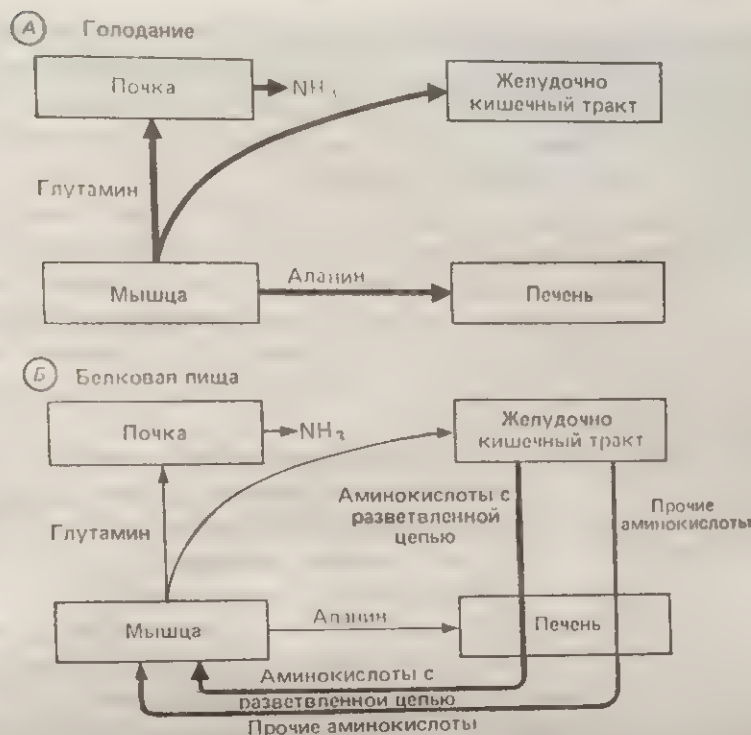 А Голодание
Почка
NH₃
Желудочно
кишечный тракт
Глутамин
Мышца
Аланин
Печень
Б Белковая пища
Почка
NH₃
Желудочно
кишечный тракт
Аминокислоты с
разветвленной
цепью
Прочие
аминокислоты
Глутамин
Мышца
Аланин
Печень
Аминокислоты с
разветвленной цепью
Прочие аминокислоты